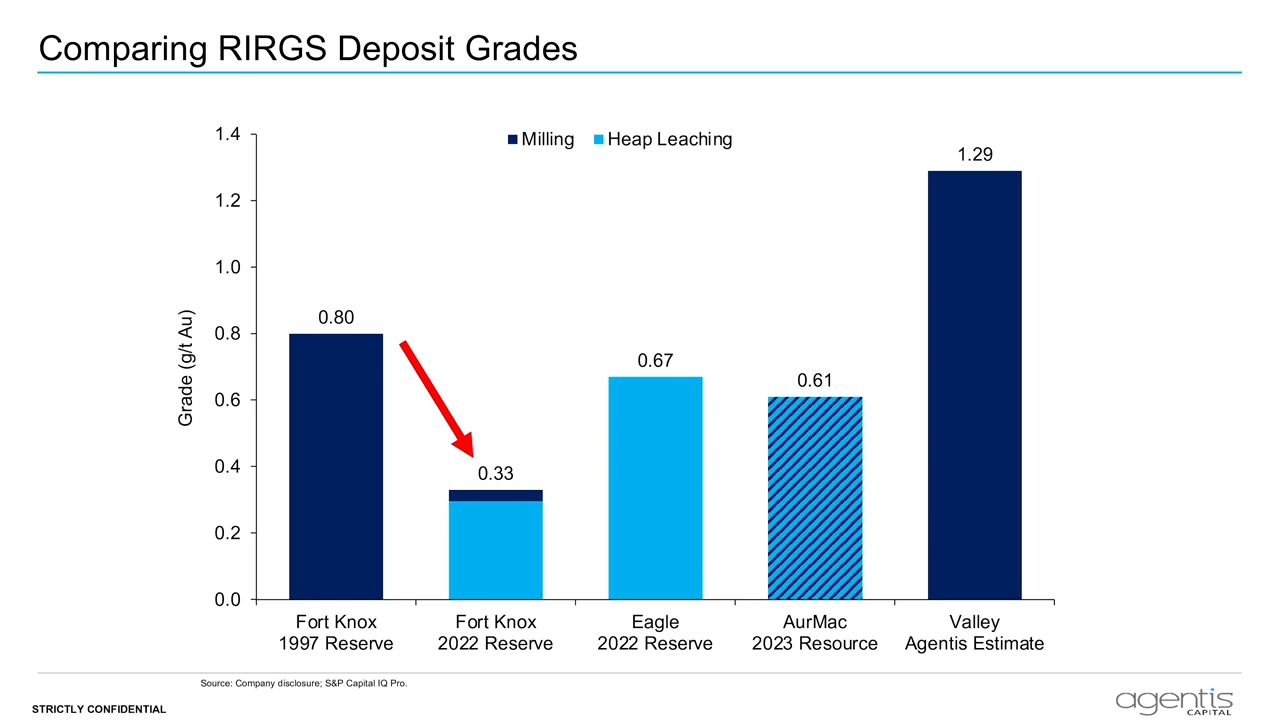 Comparing RIRGS Deposit Grades
Milling Heap Leaching
Grade (g/t Au)
1.4
1.2
1.0
0.8
0.6
0.4
0.2
0.0
0.80
0.33
0.67
0.61
1.29
Fort Knox
1997 Reserve
Fort Knox
2022 Reserve
Eagle
2022 Reserve
AurMac
2023 Resource
Valley
Agentis Estimate
Source: Company disclosure; S&P Capital IQ Pro.
STRICTLY CONFIDENTIAL
agentis
CAPITAL